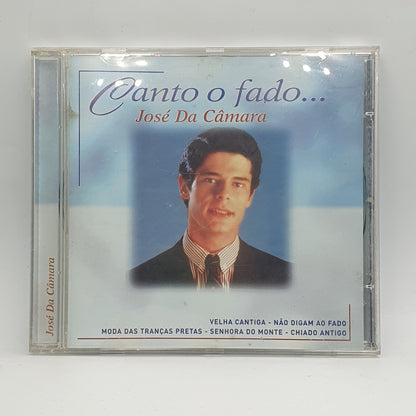 Canto o fado...
José Da Câmara
VELHA CANTIGA - NÃO DIGAM AO FADO
MODA DAS TRANÇAS PRETAS - SENHORA DO MONTE - CHIADO ANTIGO
José Da Câmara